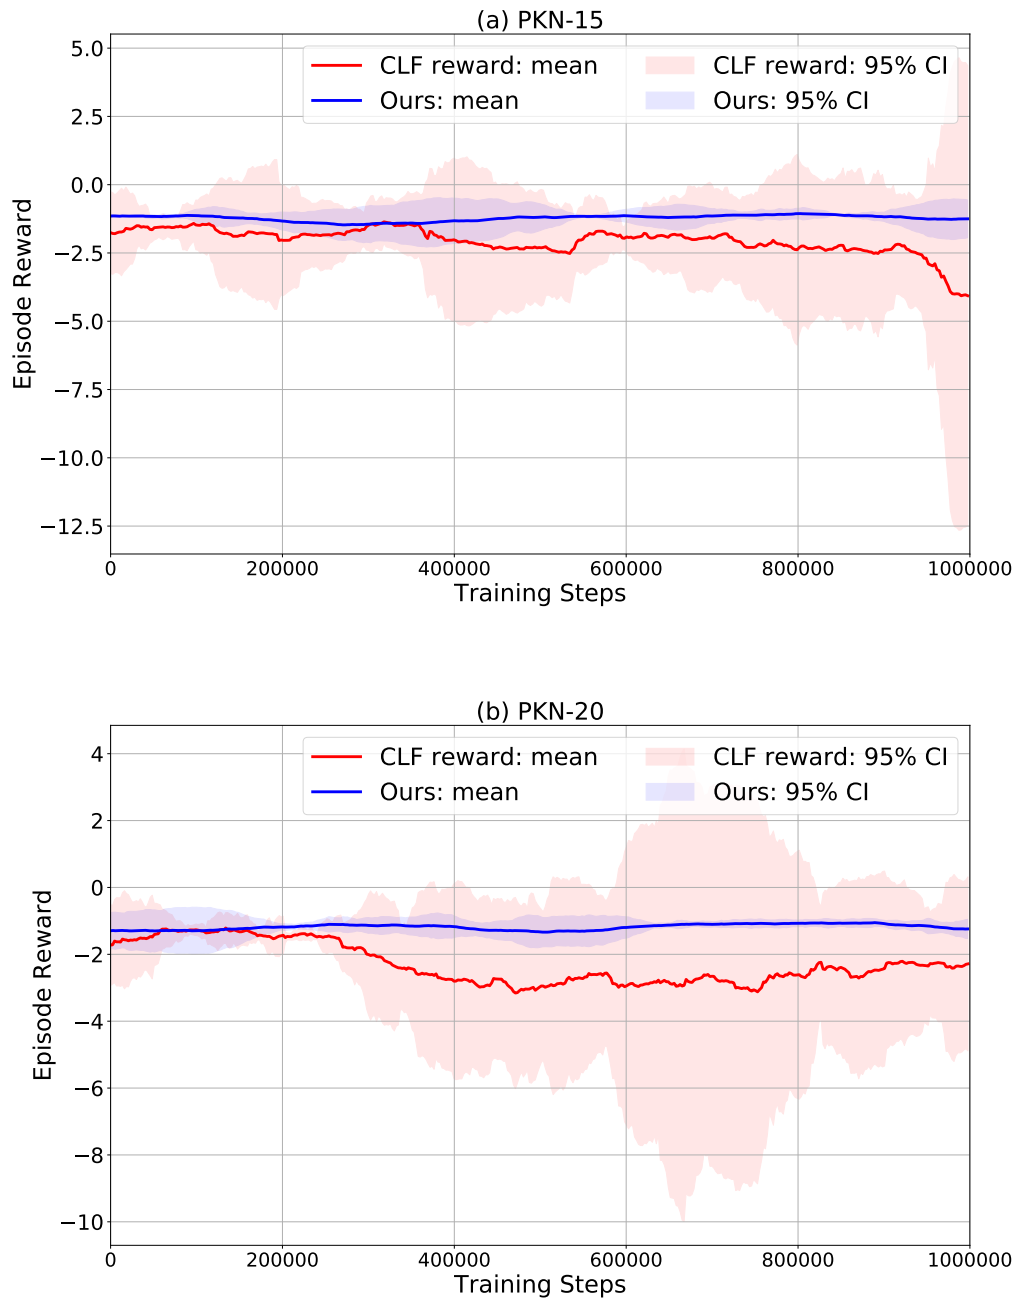 (a) PKN-15
CLF reward: mean
CLF reward: 95% CI
Ours: mean
Ours: 95% CI
5.0
2.5
0.0
−2.5
−5.0
−7.5
−10.0
−12.5
Episode Reward
0 200000 400000 600000 800000 1000000
Training Steps
(b) PKN-20
CLF reward: mean
CLF reward: 95% CI
Ours: mean
Ours: 95% CI
4
2
0
−2
−4
−6
−8
−10
Episode Reward
0 200000 400000 600000 800000 1000000
Training Steps